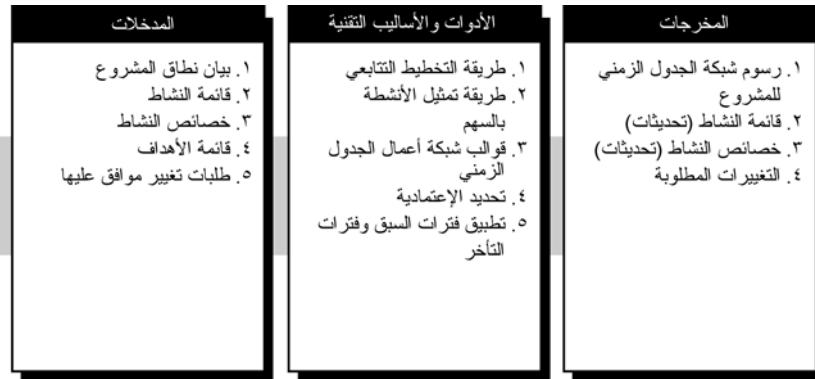 المدخلات
١. بيان نطاق المشروع
٢. قائمة النشاط
٣. خصائص النشاط
٤. قائمة الأهداف
٥. طلبات تغيير موافق عليها
الأدوات والأساليب التقنية
١. طريقة التخطيط التتابعي
٢. طريقة تمثيل الأنشطة
بالسهم
٣. قوالب شبكة أعمال الجدول
الزمني
٤. تحديد الإعتمادية
٥. تطبيق فترات السبق وفترات
التأخر
المخرجات
١. رسوم شبكة الجدول الزمني
للمشروع
٢. قائمة النشاط (تحديثات)
٣. خصائص النشاط (تحديثات)
٤. التغييرات المطلوبة